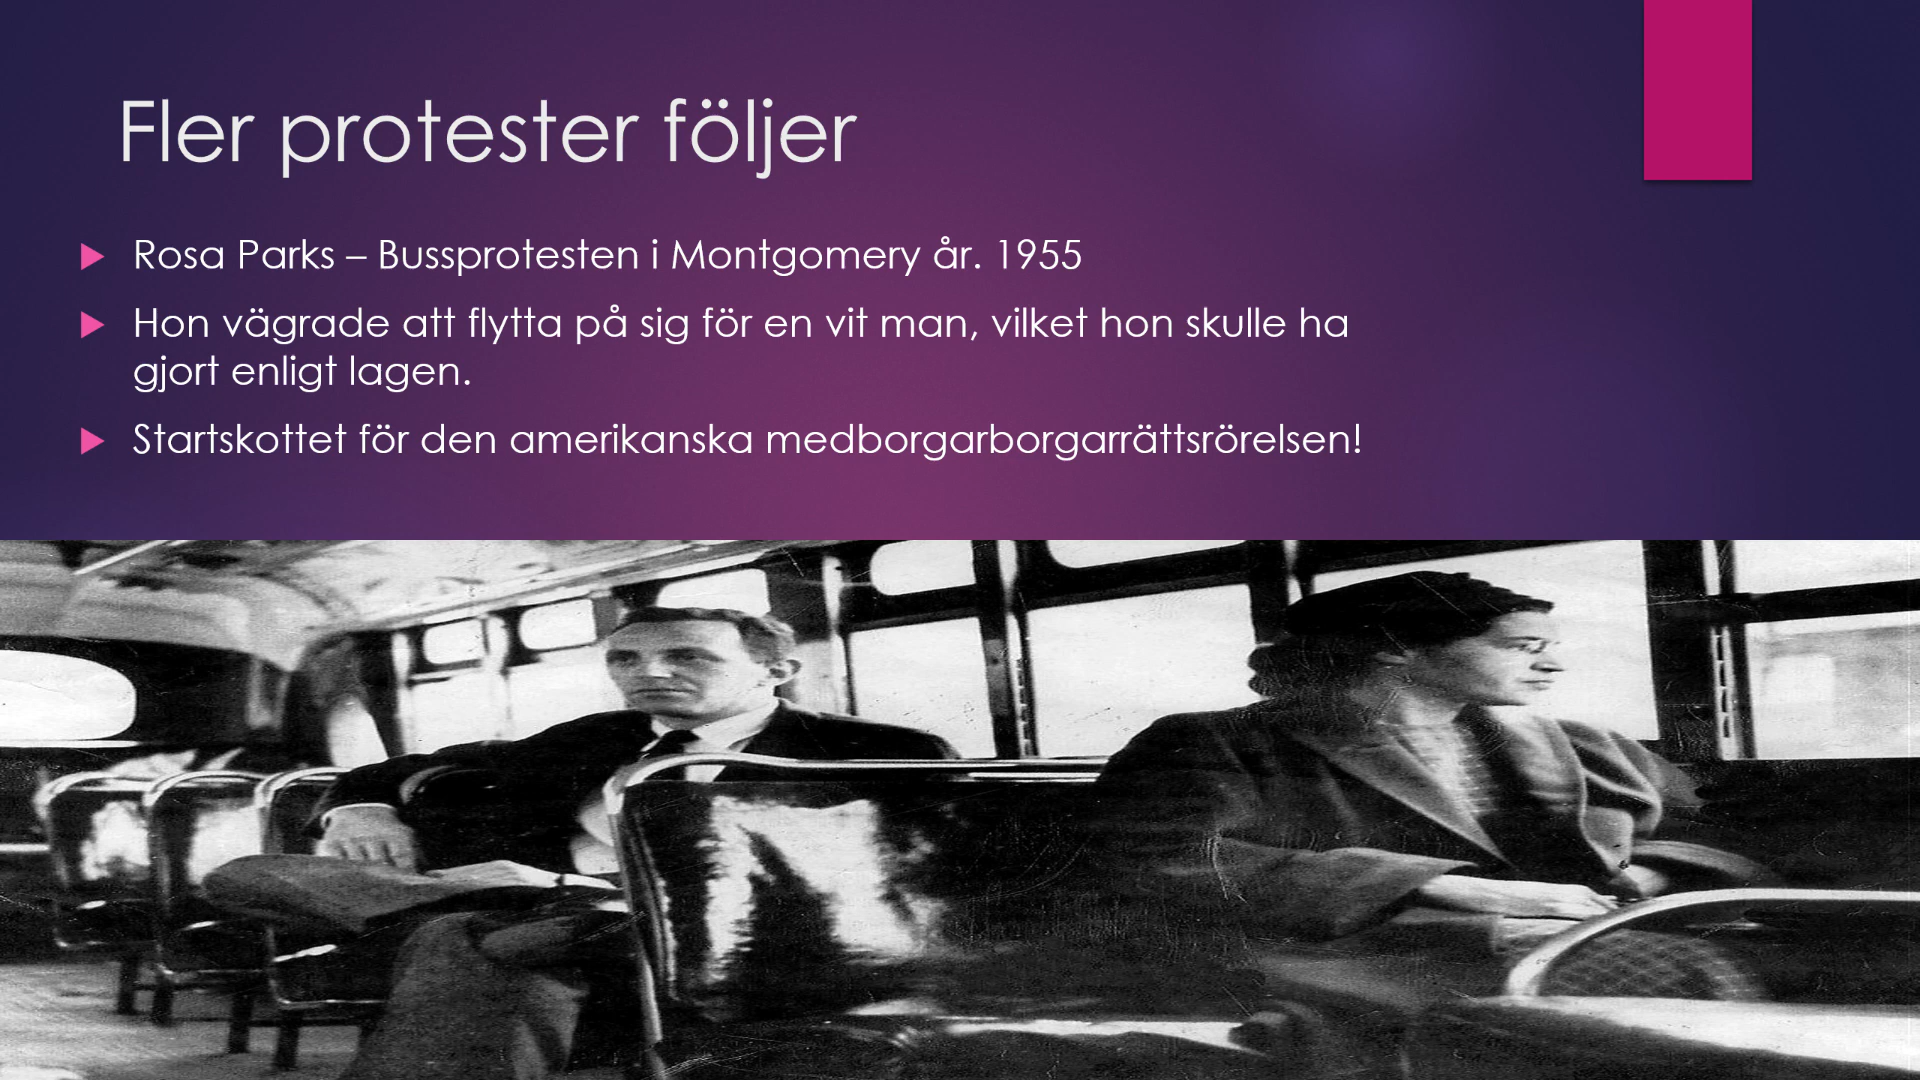 Fler protester följer
Rosa Parks – Bussprotesten i Montgomery år. 1955
Hon vägrade att flytta på sig för en vit man, vilket hon skulle ha
gjort enligt lagen.
Startskottet för den amerikanska medborgarborgarrättsrörelsen!